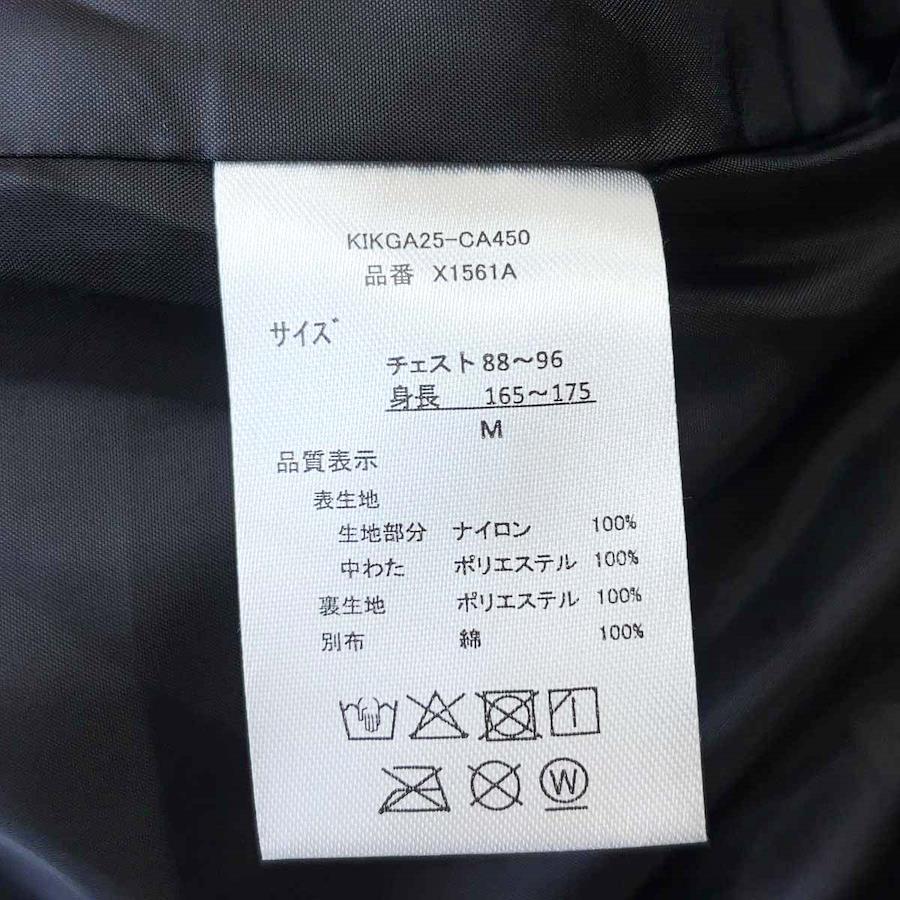 KIKGA25-CA450
品番 X1561A
サイズ
チェスト 88～96
身長 165～175
M
品質表示
表生地
生地部分 ナイロン 100%
中わた ポリエステル 100%
裏生地 ポリエステル 100%
別布 綿 100%
W